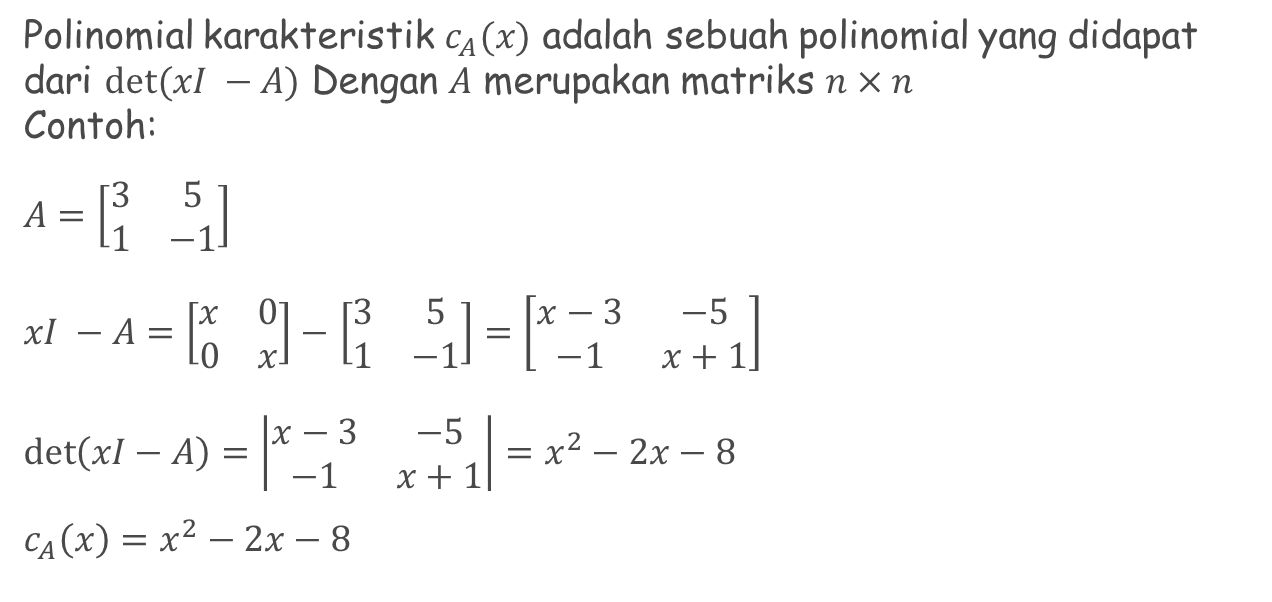 Polinomial karakteristik c_A(x) adalah sebuah polinomial yang didapat
dari det(xI − A) Dengan A merupakan matriks n × n
Contoh:
A = [3 5; 1 −1]
xI − A = [x 0; 0 x] − [3 5; 1 −1] = [x − 3 −5; −1 x + 1]
det(xI − A) = |x − 3 −5; −1 x + 1| = x² − 2x − 8
c_A(x) = x² − 2x − 8